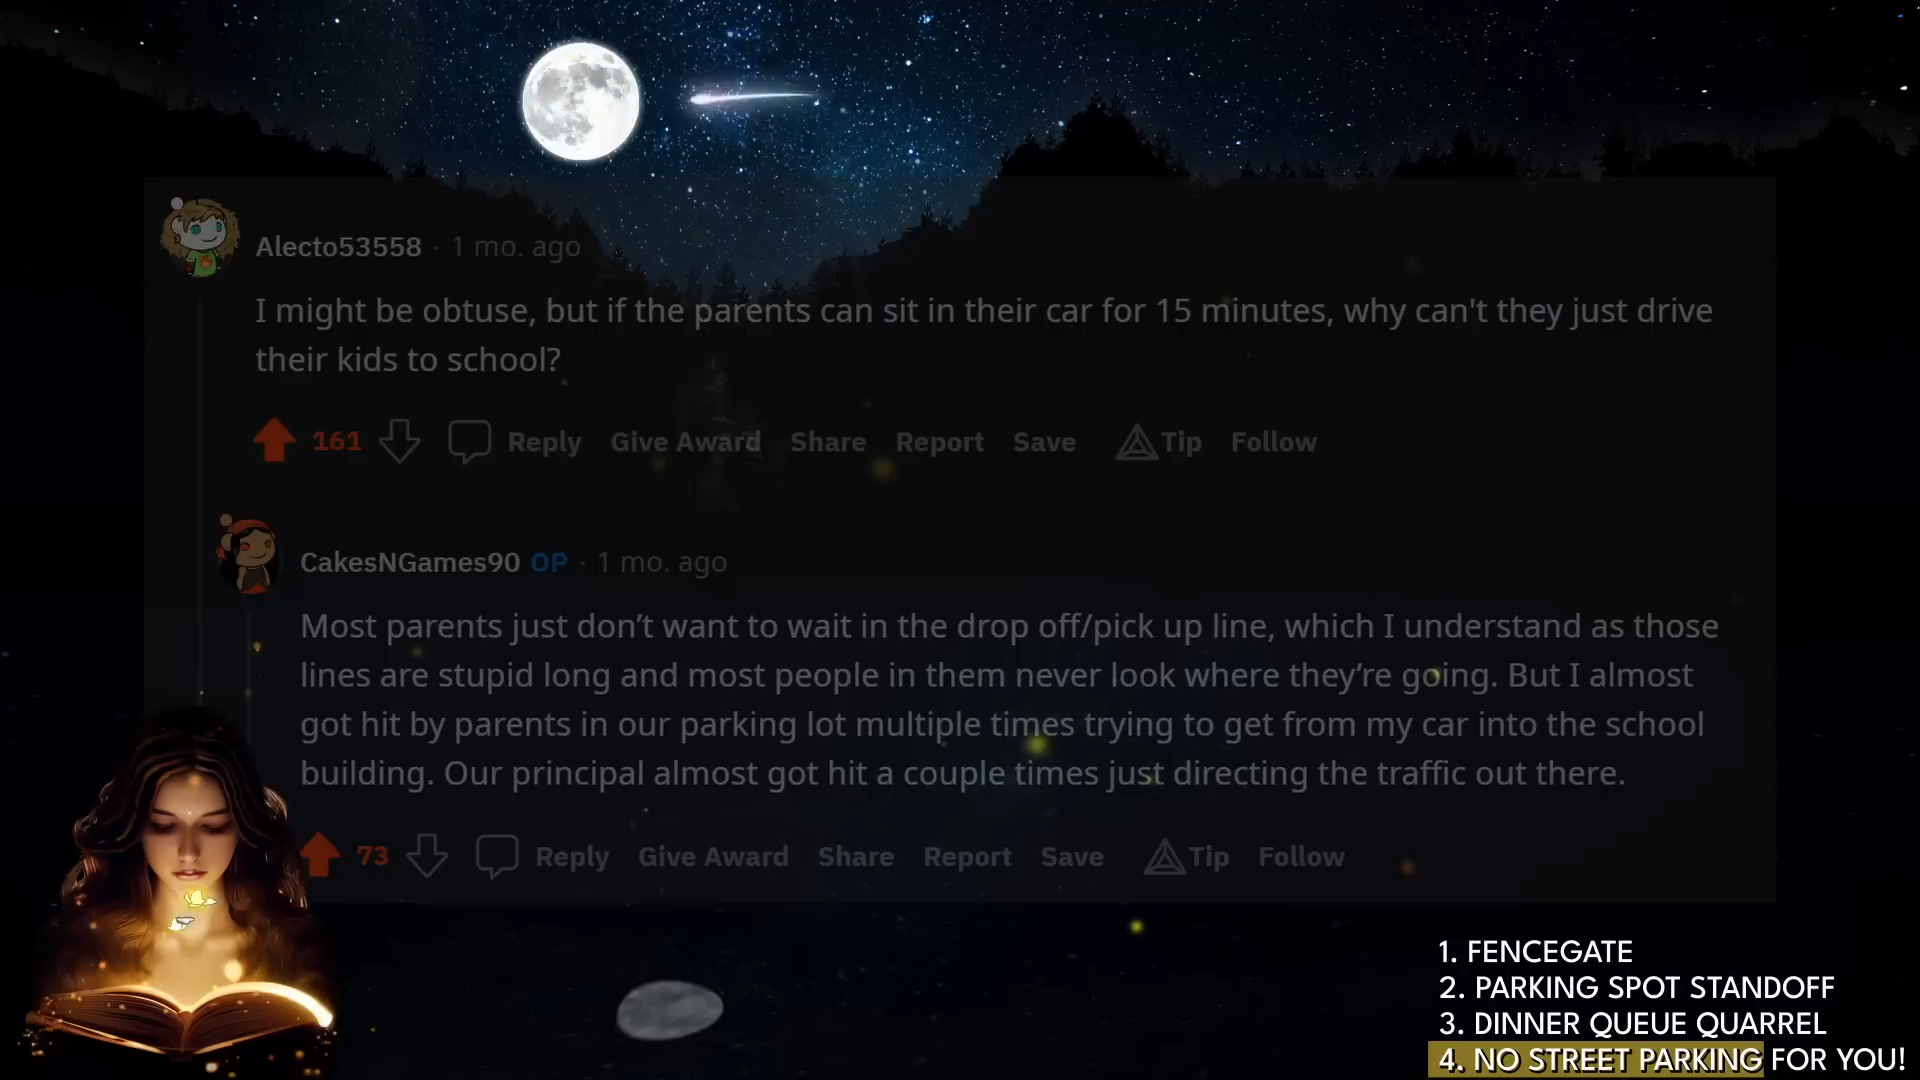 Alecto53558 · 1 mo. ago
I might be obtuse, but if the parents can sit in their car for 15 minutes, why can't they just drive
their kids to school?
161 Reply Give Award Share Report Save Tip Follow
CakesNGames90 OP · 1 mo. ago
Most parents just don’t want to wait in the drop off/pick up line, which I understand as those
lines are stupid long and most people in them never look where they’re going. But I almost
got hit by parents in our parking lot multiple times trying to get from my car into the school
building. Our principal almost got hit a couple times just directing the traffic out there.
73 Reply Give Award Share Report Save Tip Follow
1. FENCEGATE
2. PARKING SPOT STANDOFF
3. DINNER QUEUE QUARREL
4. NO STREET PARKING FOR YOU!